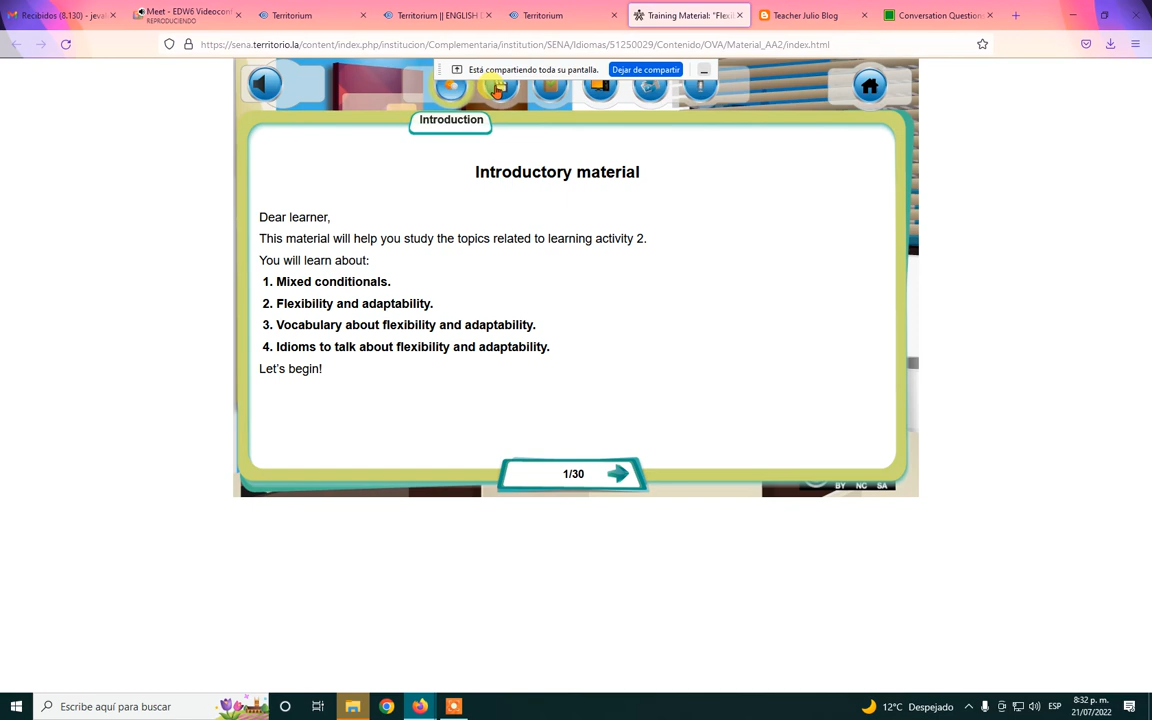 Recibidos (8.130) - jeval
Meet - EDW6 Videocont
REPRODUCIENDO
Territorium
Territorium || ENGLISH
Territorium
Training Material: "Flexi
Teacher Julio Blog
Conversation Question
https://sena.territorio.la/content/index.php/institucion/Complementaria/institution/SENA/Idiomas/51250029/Contenido/OVA/Material_AA2/index.html
Está compartiendo toda su pantalla.
Dejar de compartir
Introduction
Introductory material
Dear learner,
This material will help you study the topics related to learning activity 2.
You will learn about:
1. Mixed conditionals.
2. Flexibility and adaptability.
3. Vocabulary about flexibility and adaptability.
4. Idioms to talk about flexibility and adaptability.
Let's begin!
1/30
BY NC SA
Escribe aquí para buscar
12°C Despejado
ESP
8:32 p. m.
21/07/2022